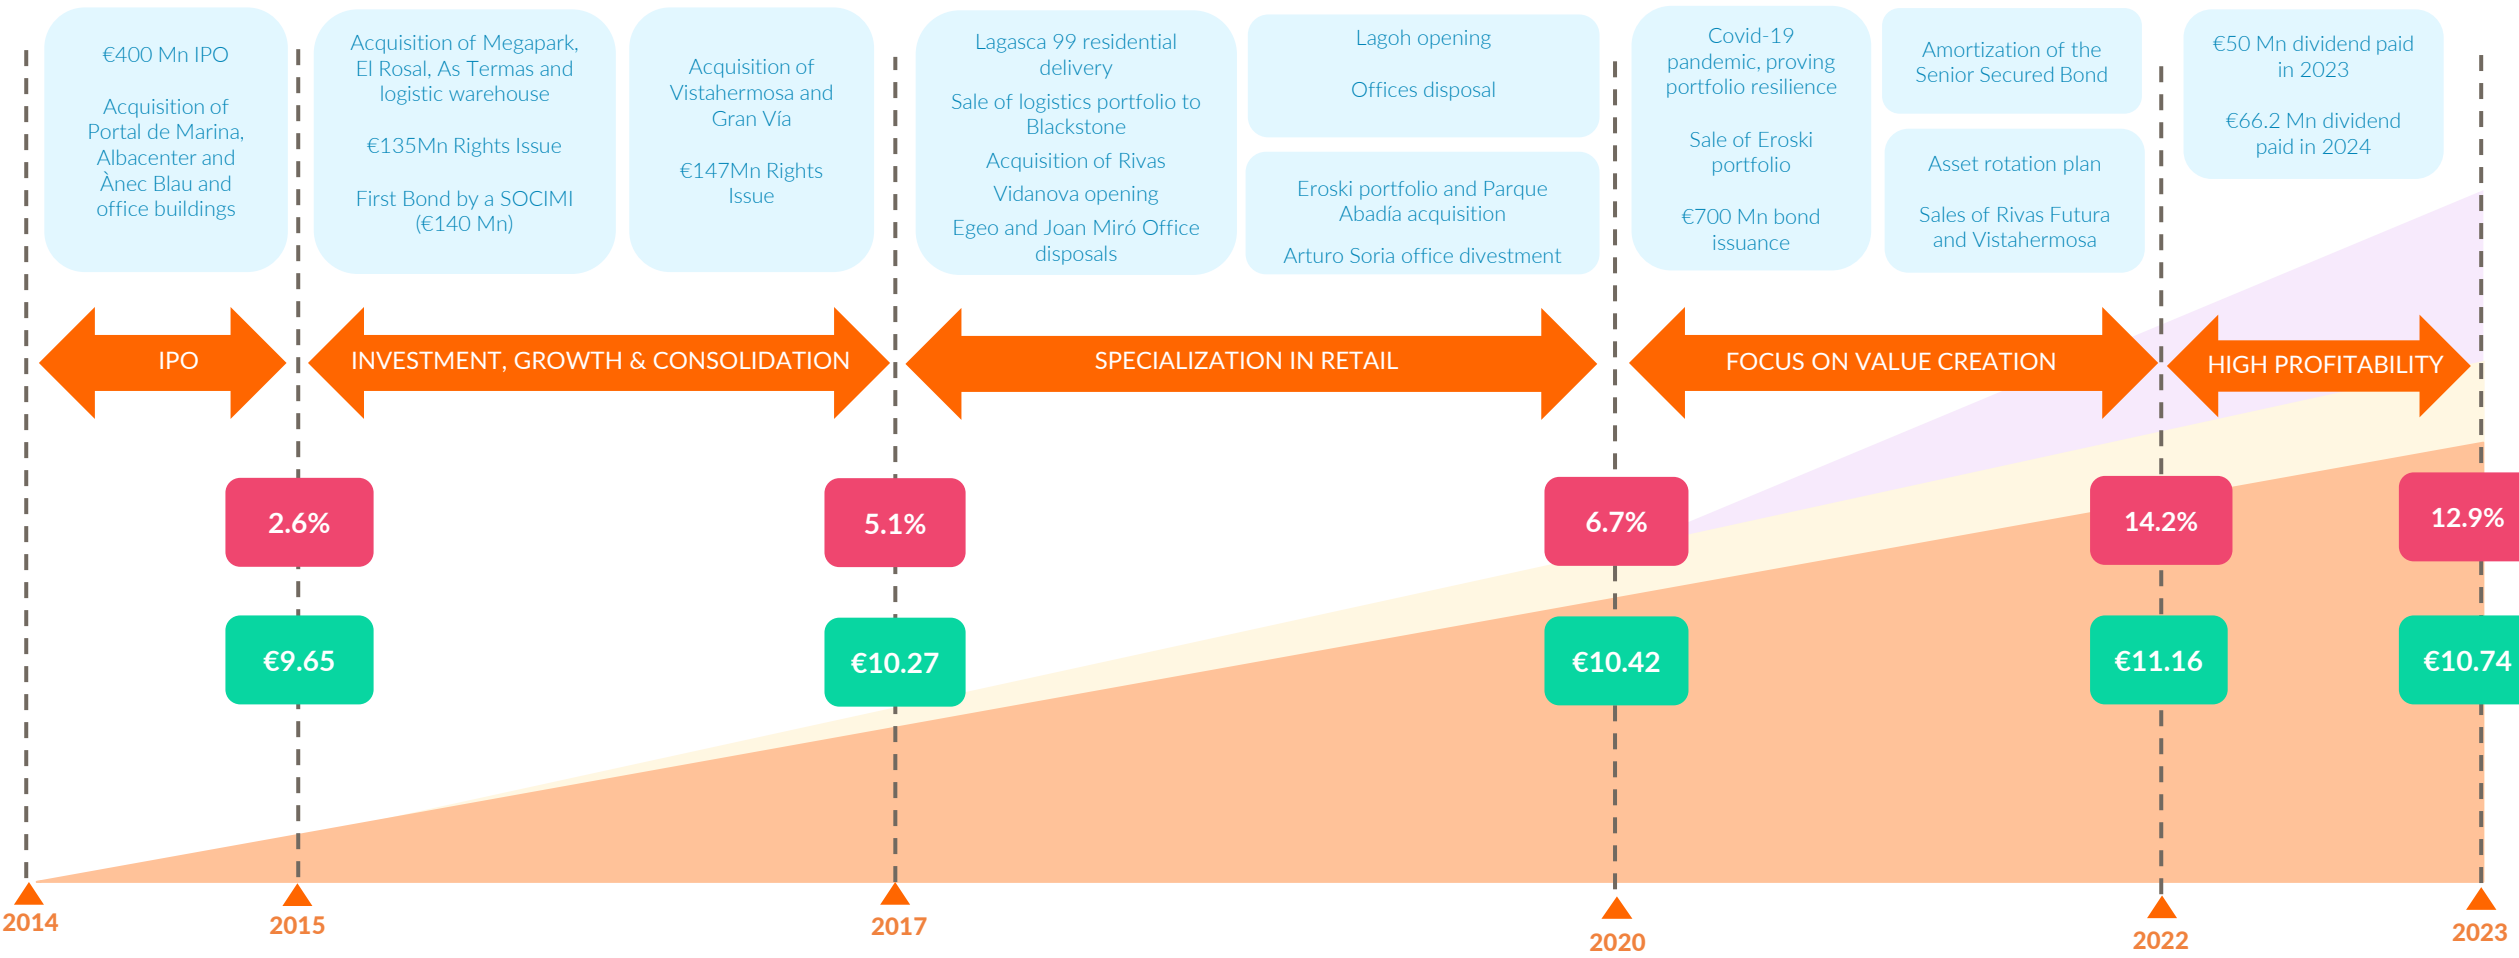 €400 Mn IPO
Acquisition of
Portal de Marina,
Albacenter and
Ànec Blau and
office buildings
Acquisition of Megapark,
El Rosal, As Termas and
logistic warehouse
€135Mn Rights Issue
First Bond by a SOCIMI
(€140 Mn)
Acquisition of
Vistahermosa and
Gran Vía
€147Mn Rights
Issue
Lagasca 99 residential
delivery
Sale of logistics portfolio to
Blackstone
Acquisition of Rivas
Vidanova opening
Egeo and Joan Miró Office
disposals
Lagoh opening
Offices disposal
Eroski portfolio and Parque
Abadía acquisition
Arturo Soria office divestment
Covid-19
pandemic, proving
portfolio resilience
Sale of Eroski
portfolio
€700 Mn bond
issuance
Amortization of the
Senior Secured Bond
Asset rotation plan
Sales of Rivas Futura
and Vistahermosa
€50 Mn dividend paid
in 2023
€66.2 Mn dividend
paid in 2024
IPO
INVESTMENT, GROWTH & CONSOLIDATION
SPECIALIZATION IN RETAIL
FOCUS ON VALUE CREATION
HIGH PROFITABILITY
2.6%
5.1%
6.7%
14.2%
12.9%
€9.65
€10.27
€10.42
€11.16
€10.74
2014
2015
2017
2020
2022
2023